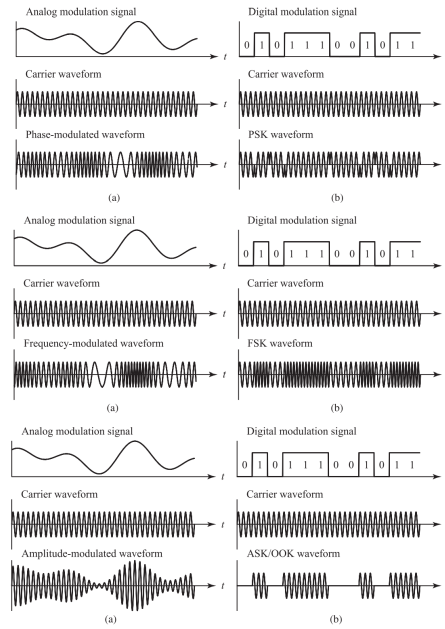 Analog modulation signal
t
Carrier waveform
t
Phase-modulated waveform
t
(a)
Digital modulation signal
0 1 0 1 1 1 0 0 1 0 1 1
Carrier waveform
PSK waveform
(b)
Analog modulation signal
t
Carrier waveform
t
Frequency-modulated waveform
t
(a)
Digital modulation signal
0 1 0 1 1 1 0 0 1 0 1 1
Carrier waveform
FSK waveform
(b)
Analog modulation signal
t
Carrier waveform
t
Amplitude-modulated waveform
t
(a)
Digital modulation signal
0 1 0 1 1 1 0 0 1 0 1 1
Carrier waveform
ASK/OOK waveform
(b)